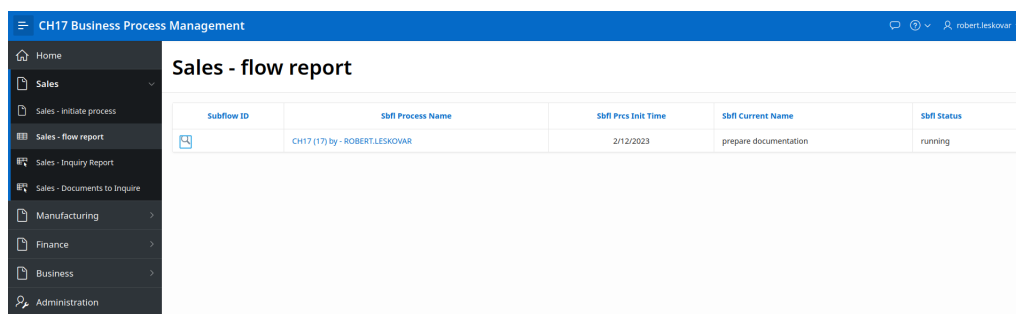 CH17 Business Process Management
robert.leskovar
Home
Sales
Sales - initiate process
Sales - flow report
Sales - Inquiry Report
Sales - Documents to Inquire
Manufacturing
Finance
Business
Administration
Sales - flow report
Subflow ID Sbfl Process Name Sbfl Prcs Init Time Sbfl Current Name Sbfl Status
CH17 (17) by - ROBERT.LESKOVAR 2/12/2023 prepare documentation running